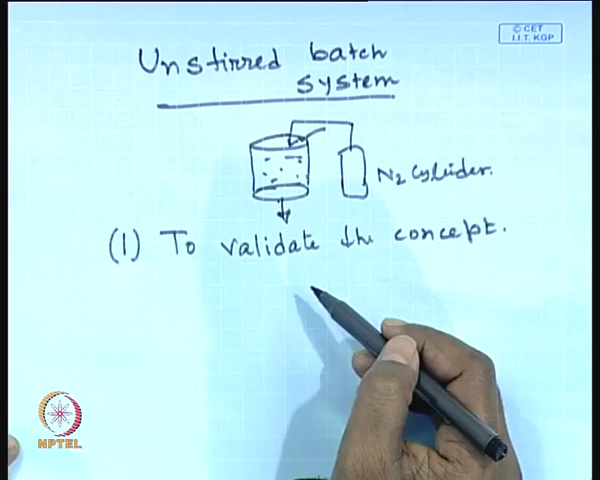 © CET
I.I.T. KGP
Unstirred batch
system
N2 Cylinder.
(1) To validate the concept.
NPTEL